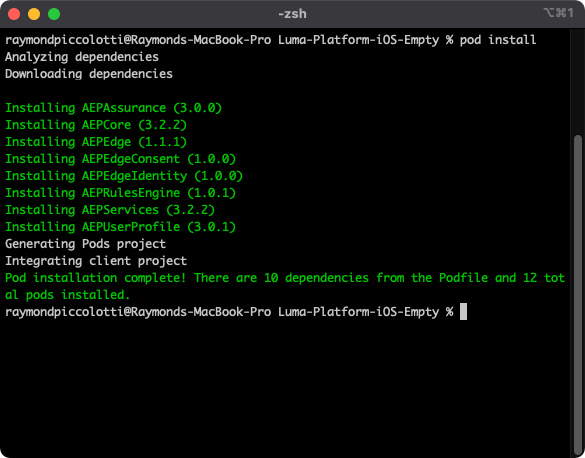 -zsh
⌥⌘1
raymondpiccolotti@Raymonds-MacBook-Pro Luma-Platform-iOS-Empty % pod install
Analyzing dependencies
Downloading dependencies
Installing AEPAssurance (3.0.0)
Installing AEPCore (3.2.2)
Installing AEPEdge (1.1.1)
Installing AEPEdgeConsent (1.0.0)
Installing AEPEdgeIdentity (1.0.0)
Installing AEPRulesEngine (1.0.1)
Installing AEPServices (3.2.2)
Installing AEPUserProfile (3.0.1)
Generating Pods project
Integrating client project
Pod installation complete! There are 10 dependencies from the Podfile and 12 tot
al pods installed.
raymondpiccolotti@Raymonds-MacBook-Pro Luma-Platform-iOS-Empty %